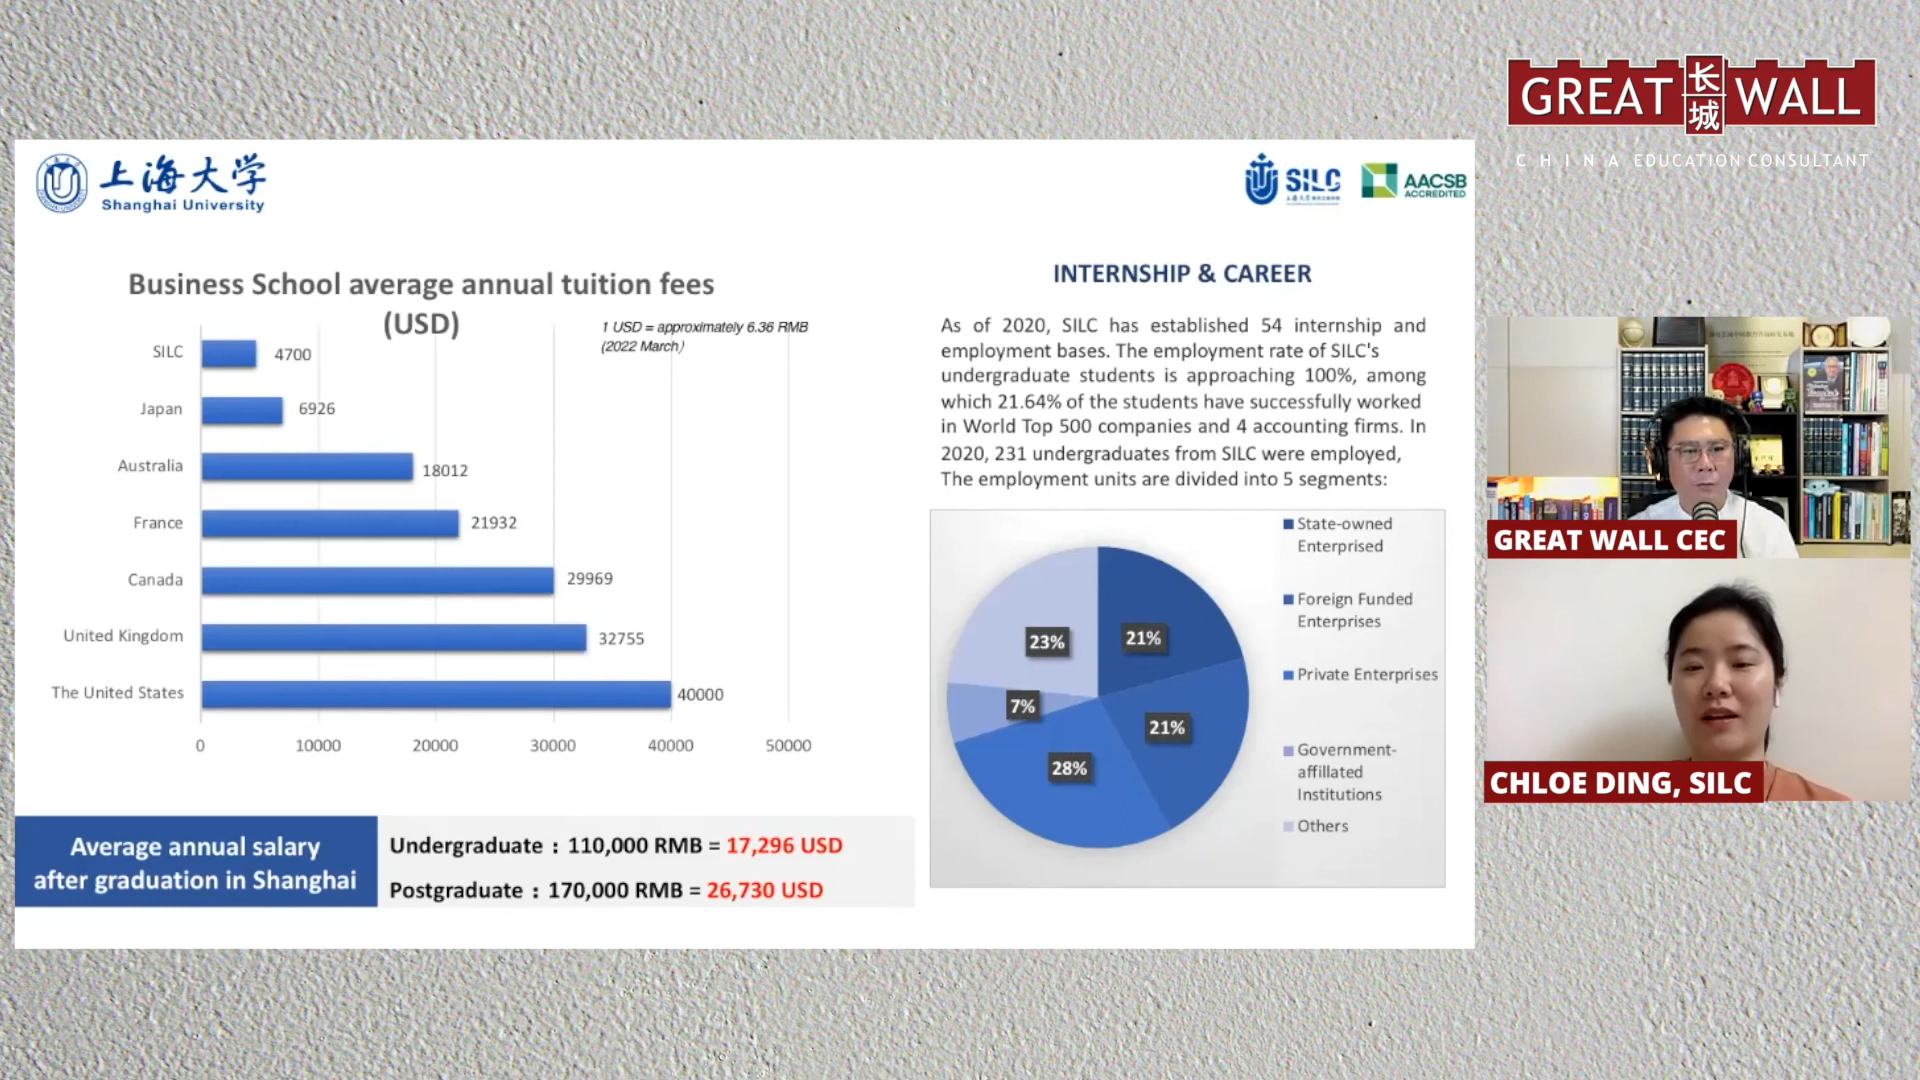 GREAT 长城 WALL
CHINA EDUCATION CONSULTANT
上海大学
Shanghai University
SILC
AACSB
ACCREDITED
Business School average annual tuition fees
(USD)
1 USD = approximately 6.36 RMB
(2022 March)
SILC 4700
Japan 6926
Australia 18012
France 21932
Canada 29969
United Kingdom 32755
The United States 40000
0 10000 20000 30000 40000 50000
Average annual salary
after graduation in Shanghai
Undergraduate：110,000 RMB = 17,296 USD
Postgraduate：170,000 RMB = 26,730 USD
INTERNSHIP & CAREER
As of 2020, SILC has established 54 internship and
employment bases. The employment rate of SILC's
undergraduate students is approaching 100%, among
which 21.64% of the students have successfully worked
in World Top 500 companies and 4 accounting firms. In
2020, 231 undergraduates from SILC were employed,
The employment units are divided into 5 segments:
21%
21%
28%
7%
23%
State-owned
Enterprised
Foreign Funded
Enterprises
Private Enterprises
Government-
affillated
Institutions
Others
GREAT WALL CEC
CHLOE DING, SILC